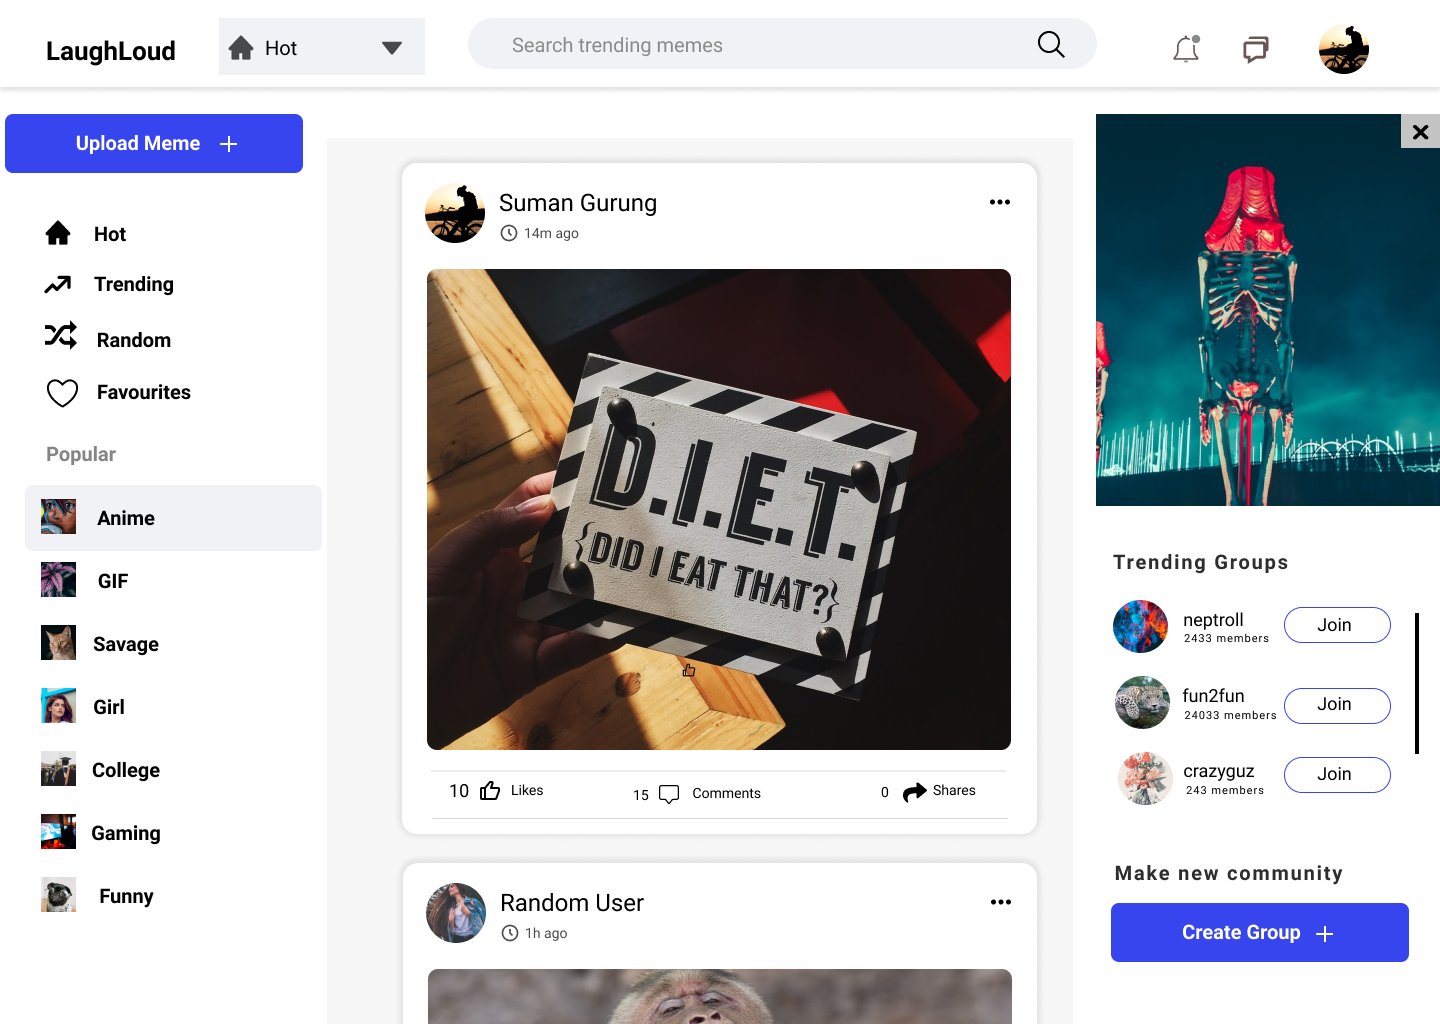 LaughLoud
Hot
Search trending memes
Upload Meme
Hot
Trending
Random
Favourites
Popular
Anime
GIF
Savage
Girl
College
Gaming
Funny
Suman Gurung
14m ago
D.I.E.T.
{DID I EAT THAT?}
10 Likes
15 Comments
0 Shares
Random User
1h ago
Trending Groups
neptroll
2433 members
Join
fun2fun
24033 members
Join
crazyguz
243 members
Join
Make new community
Create Group